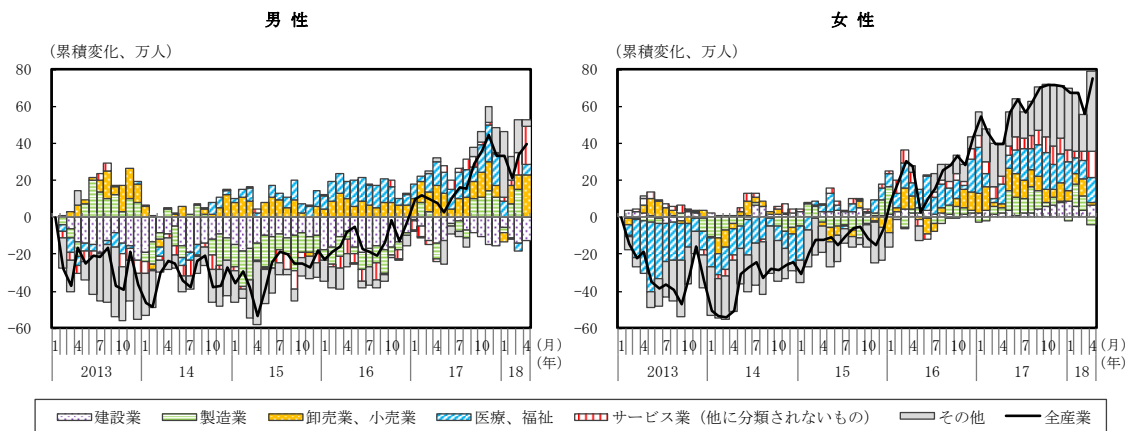 男 性
(累積変化、万人)
80
60
40
20
0
−20
−40
−60
1 4 7 10 1 4 7 10 1 4 7 10 1 4 7 10 1 4 7 10 1 4 (月)
2013 14 15 16 17 18 (年)
女 性
(累積変化、万人)
80
60
40
20
0
−20
−40
−60
1 4 7 10 1 4 7 10 1 4 7 10 1 4 7 10 1 4 7 10 1 4 (月)
2013 14 15 16 17 18 (年)
建設業 製造業 卸売業、小売業 医療、福祉 サービス業(他に分類されないもの) その他 全産業